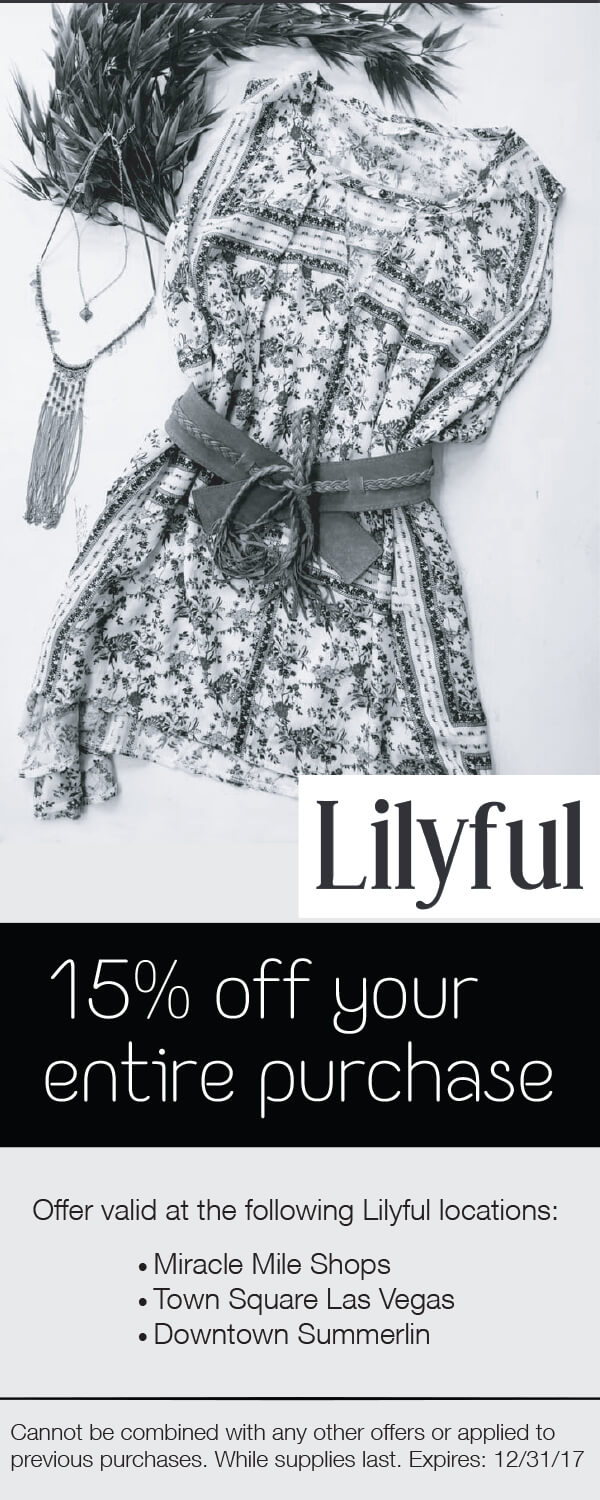 Lilyful
15% off your
entire purchase
Offer valid at the following Lilyful locations:
• Miracle Mile Shops
• Town Square Las Vegas
• Downtown Summerlin
Cannot be combined with any other offers or applied to
previous purchases. While supplies last. Expires: 12/31/17